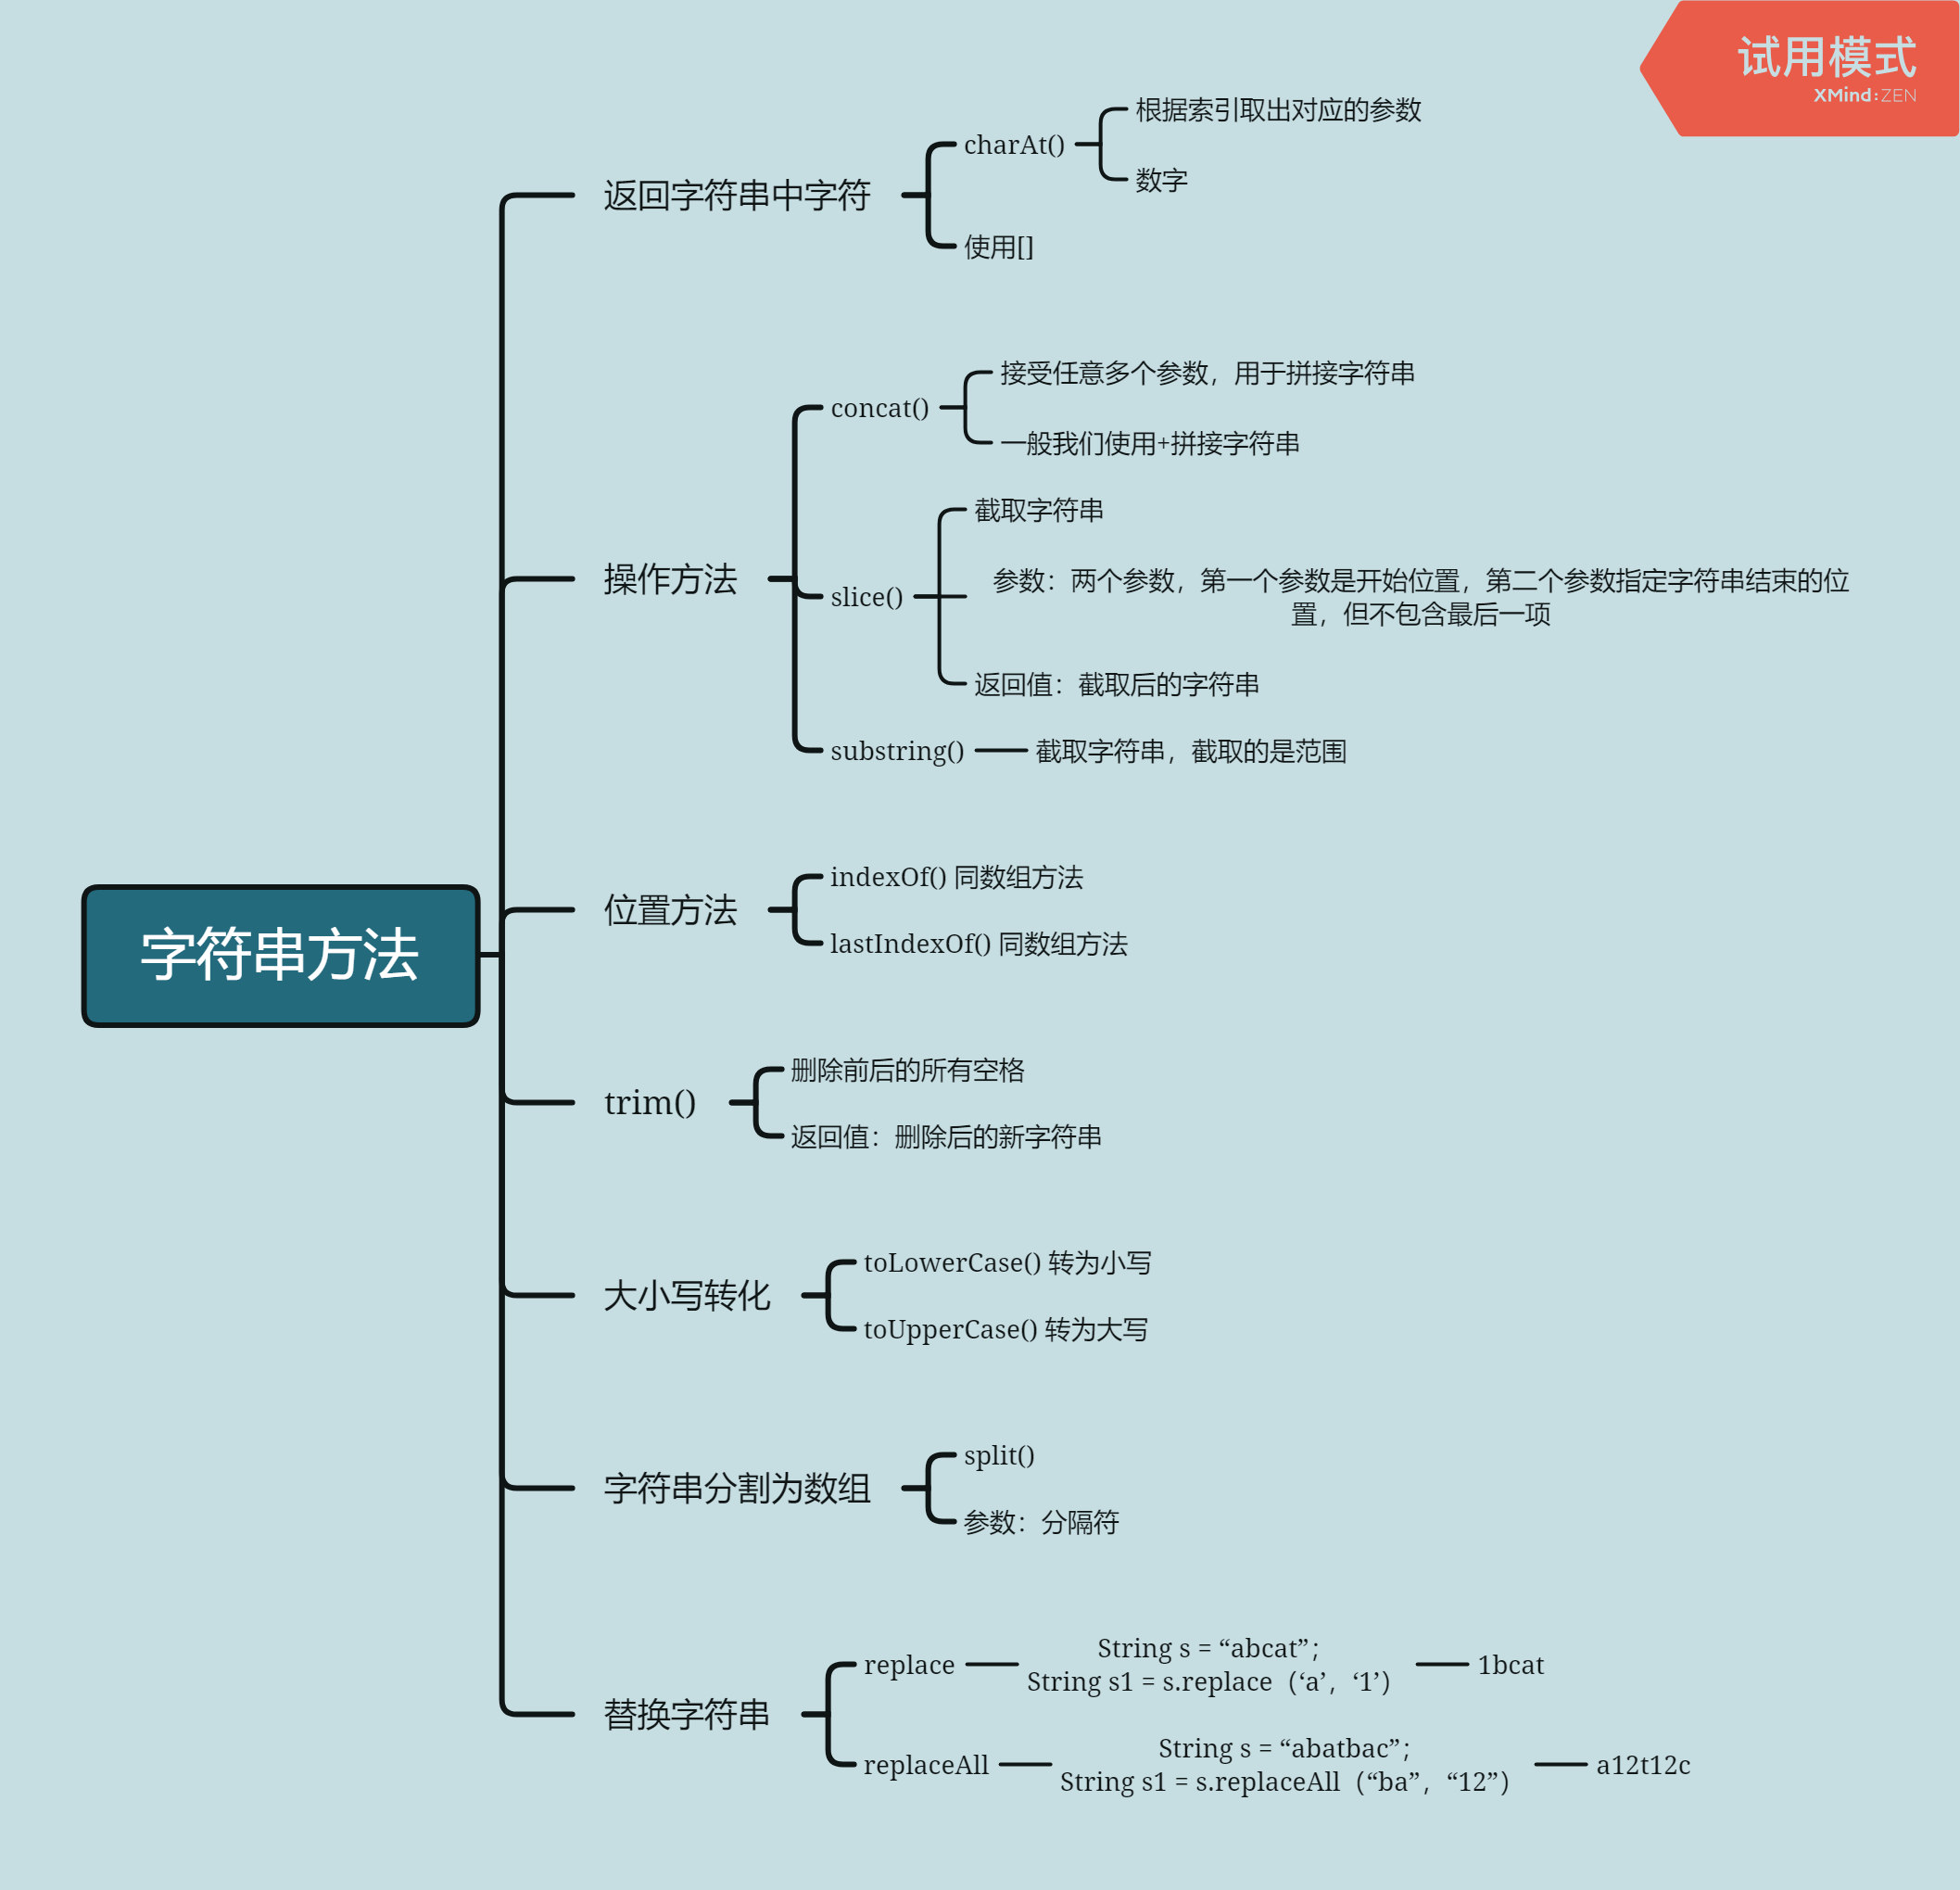 试用模式
XMind:ZEN
字符串方法
返回字符串中字符
charAt()
根据索引取出对应的参数
数字
使用[]
操作方法
concat()
接受任意多个参数，用于拼接字符串
一般我们使用+拼接字符串
slice()
截取字符串
参数：两个参数，第一个参数是开始位置，第二个参数指定字符串结束的位
置，但不包含最后一项
返回值：截取后的字符串
substring()
截取字符串，截取的是范围
位置方法
indexOf() 同数组方法
lastIndexOf() 同数组方法
trim()
删除前后的所有空格
返回值：删除后的新字符串
大小写转化
toLowerCase() 转为小写
toUpperCase() 转为大写
字符串分割为数组
split()
参数：分隔符
替换字符串
replace
String s = “abcat”；
String s1 = s.replace（‘a’，‘1’）
1bcat
replaceAll
String s = “abatbac”；
String s1 = s.replaceAll（“ba”，“12”）
a12t12c